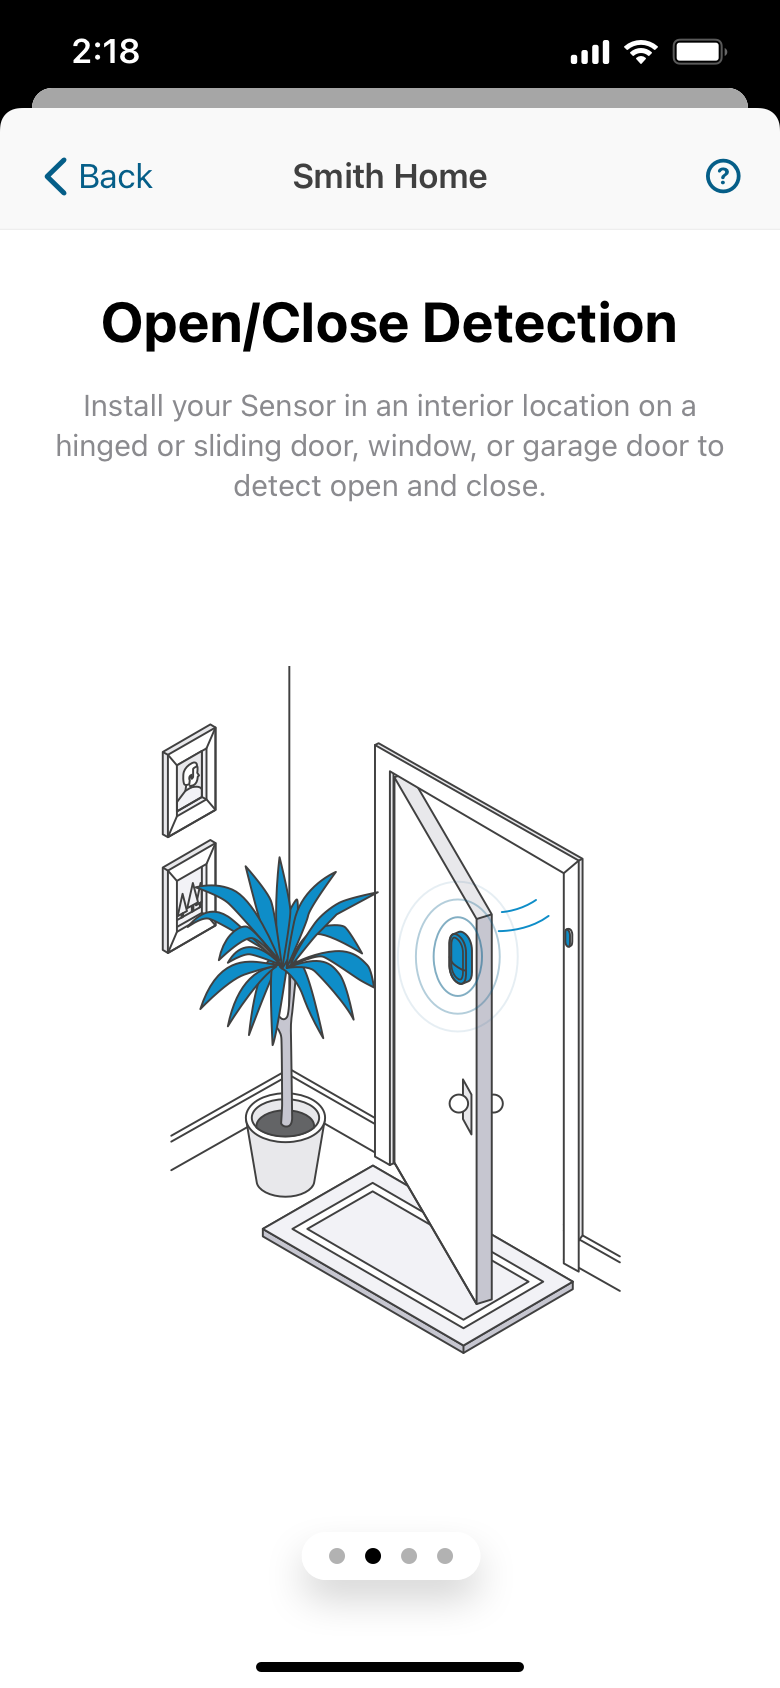 2:18
Back
Smith Home
?
Open/Close Detection
Install your Sensor in an interior location on a
hinged or sliding door, window, or garage door to
detect open and close.